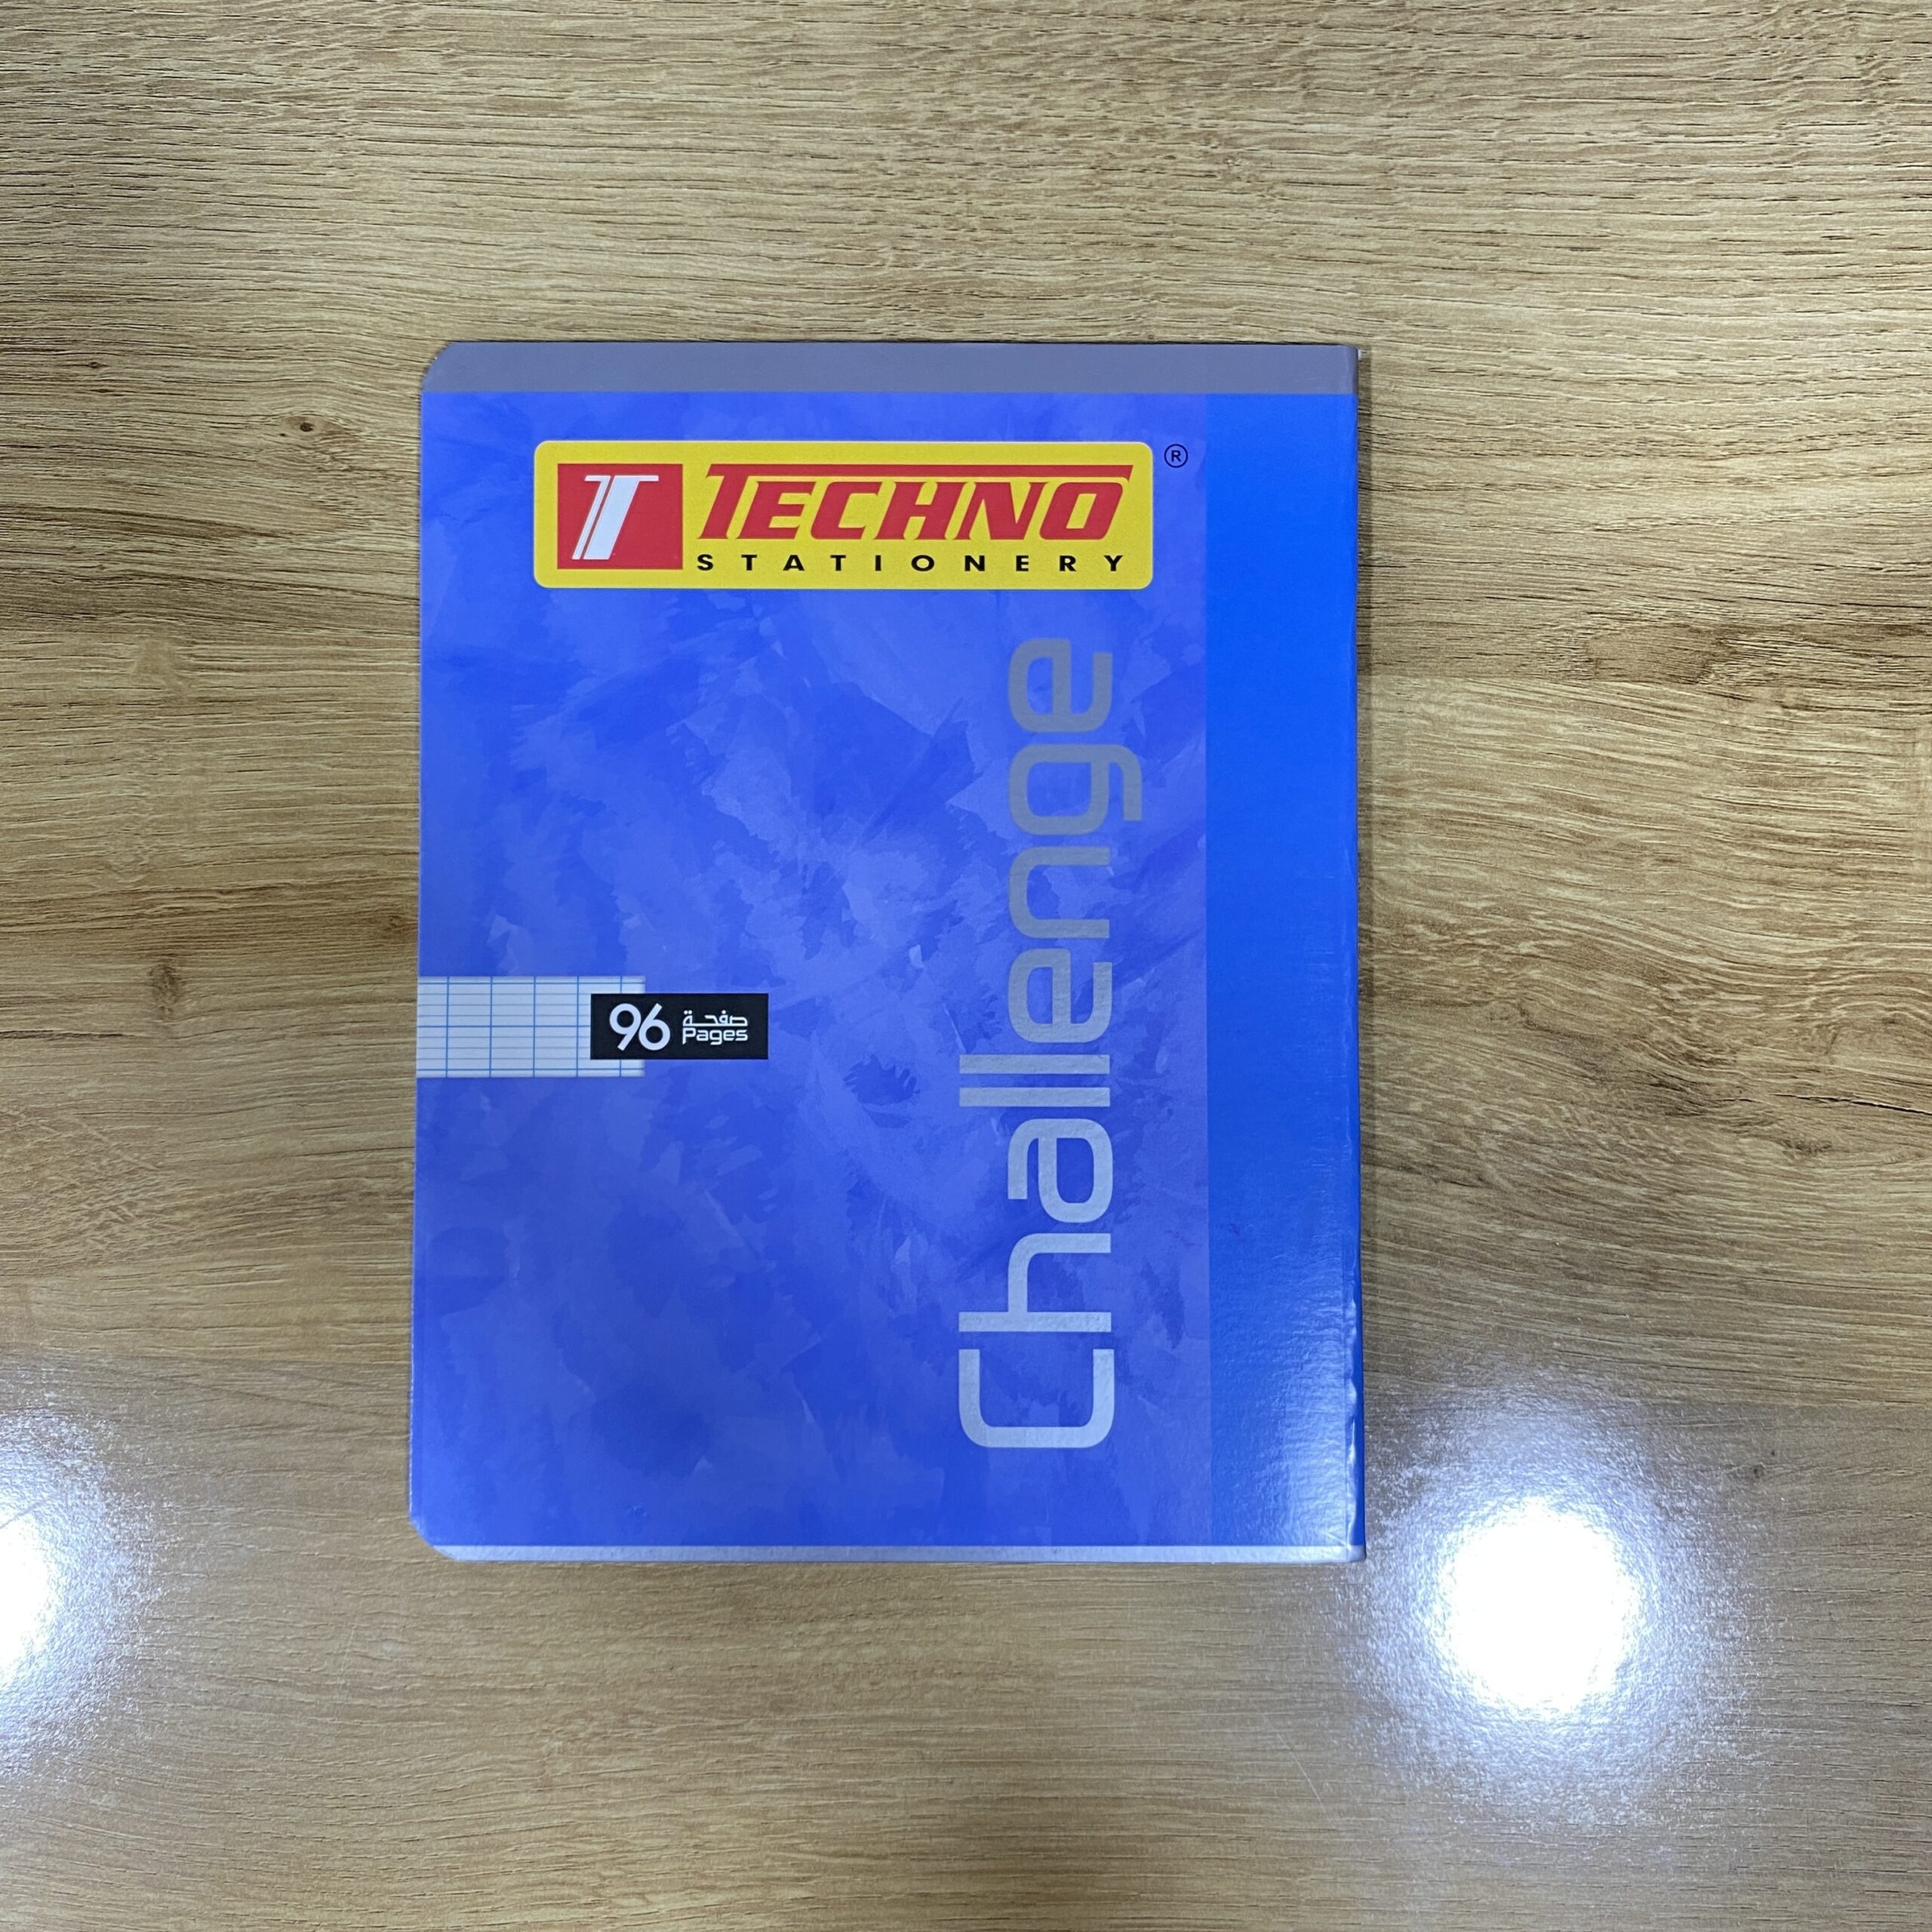 T TECHNO ®
STATIONERY
Challenge
96 صفحة
Pages